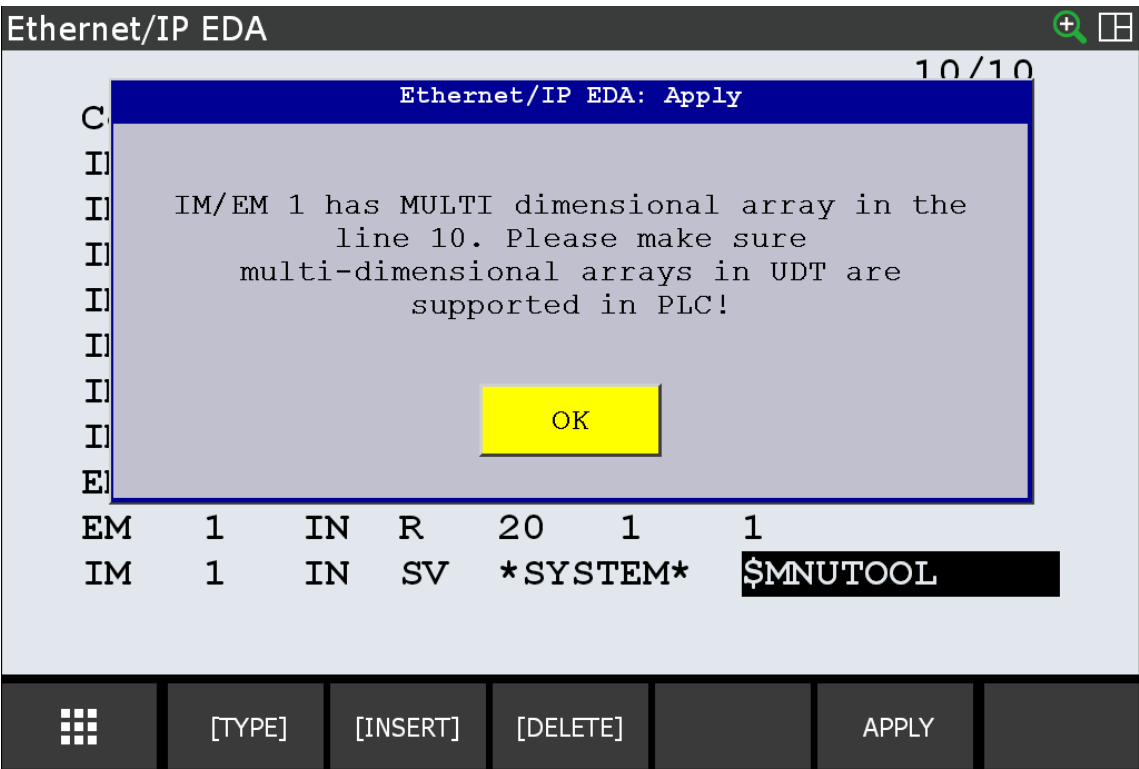 Ethernet/IP EDA
10/10
Ethernet/IP EDA: Apply
IM/EM 1 has MULTI dimensional array in the
line 10. Please make sure
multi-dimensional arrays in UDT are
supported in PLC!
OK
EM 1 IN R 20 1 1
IM 1 IN SV *SYSTEM* $MNUTOOL
[TYPE] [INSERT] [DELETE] APPLY